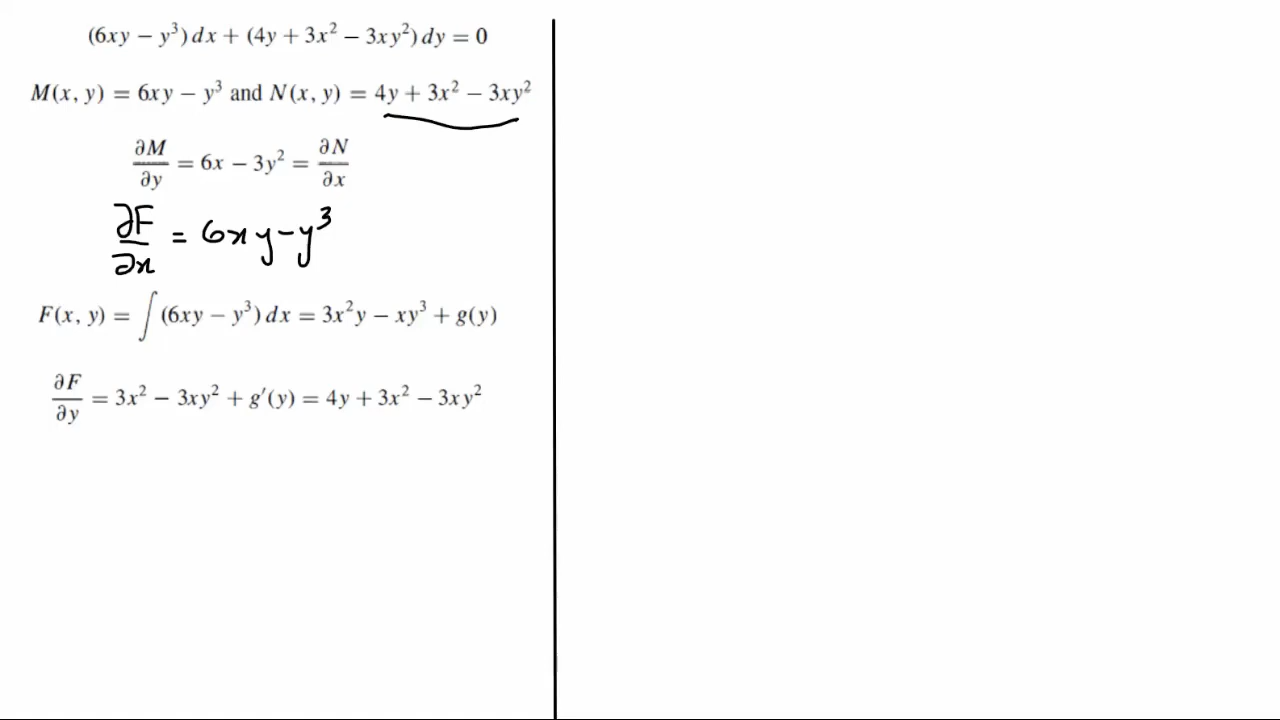 (6xy − y³) dx + (4y + 3x² − 3xy²) dy = 0
M(x, y) = 6xy − y³ and N(x, y) = 4y + 3x² − 3xy²
∂M/∂y = 6x − 3y² = ∂N/∂x
∂F/∂x = 6xy − y³
F(x, y) = ∫ (6xy − y³) dx = 3x²y − xy³ + g(y)
∂F/∂y = 3x² − 3xy² + g′(y) = 4y + 3x² − 3xy²